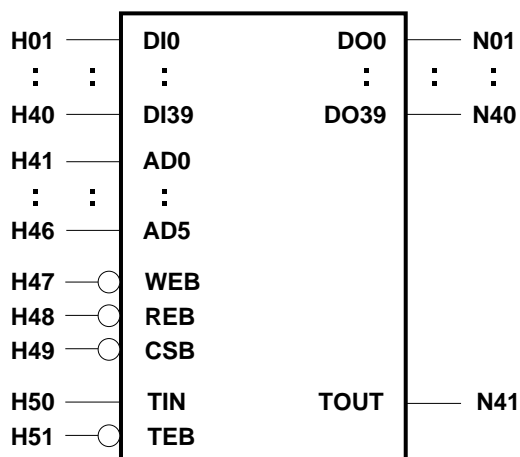 H01 DI0 DO0 N01
: : : : : :
H40 DI39 DO39 N40
H41 AD0
: : :
H46 AD5
H47 WEB
H48 REB
H49 CSB
H50 TIN TOUT N41
H51 TEB